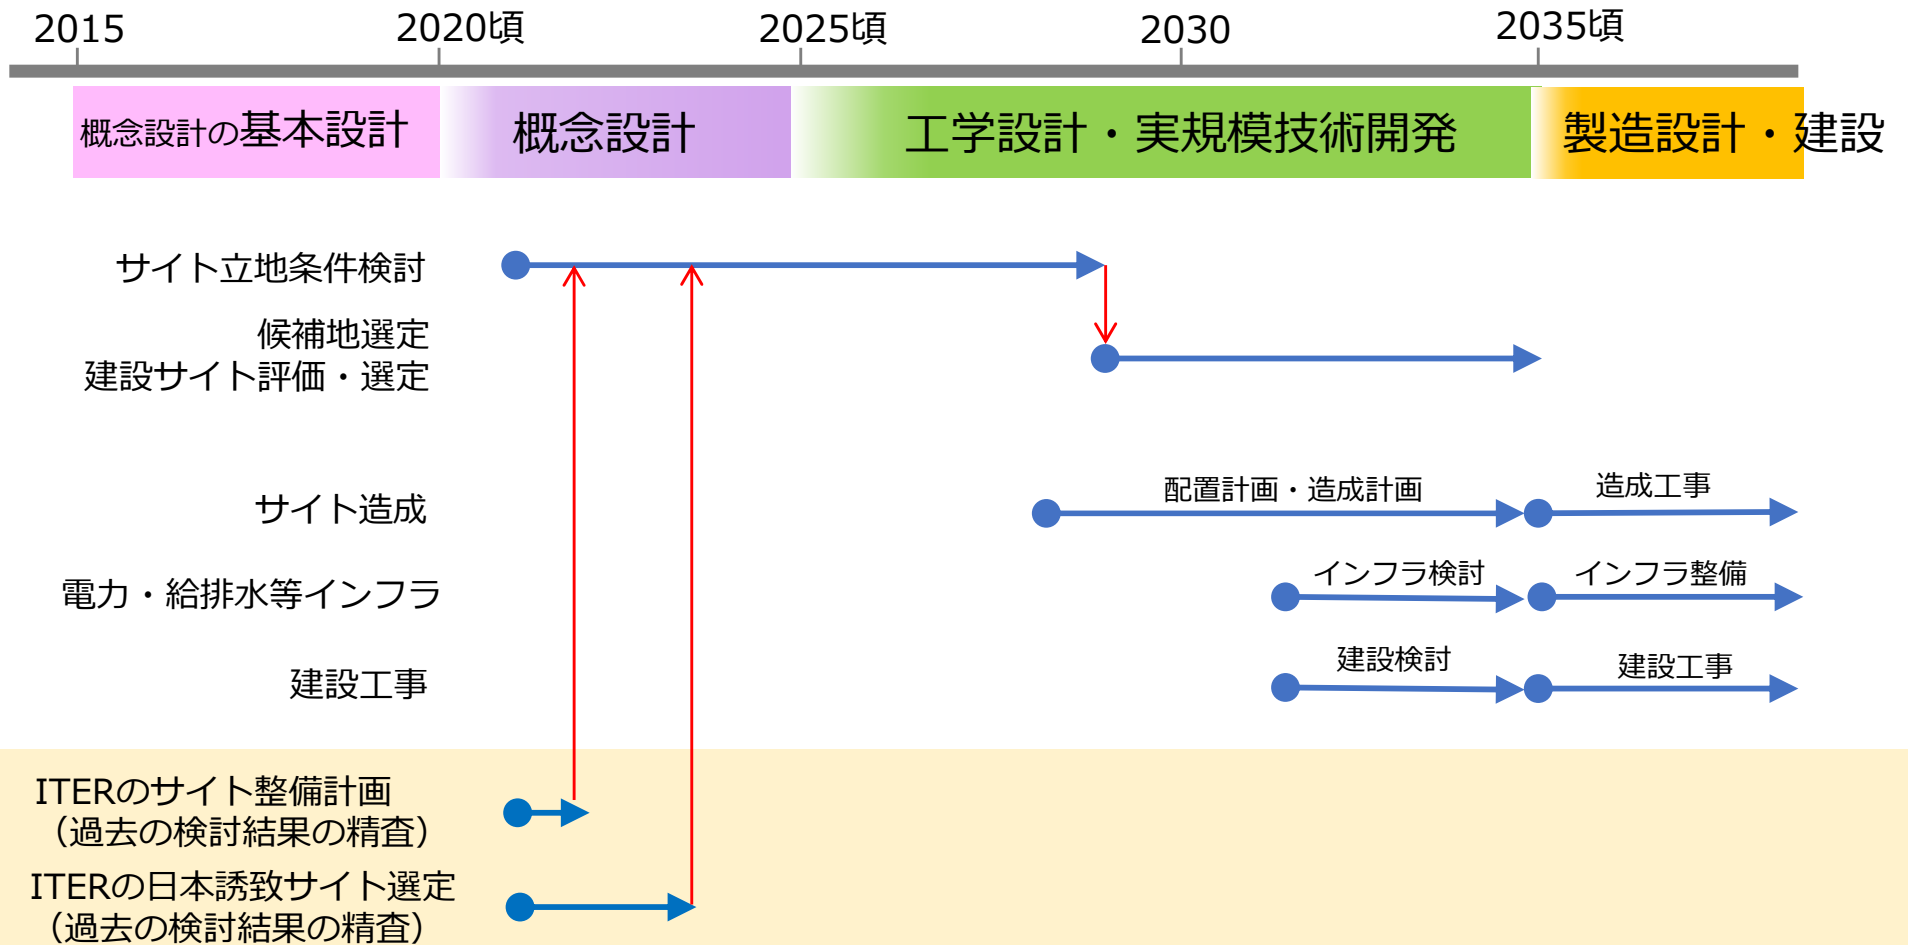 2015
2020頃
2025頃
2030
2035頃
概念設計の基本設計
概念設計
工学設計・実規模技術開発
製造設計・建設
サイト立地条件検討
候補地選定
建設サイト評価・選定
サイト造成
配置計画・造成計画
造成工事
電力・給排水等インフラ
インフラ検討
インフラ整備
建設工事
建設検討
建設工事
ITERのサイト整備計画
（過去の検討結果の精査）
ITERの日本誘致サイト選定
（過去の検討結果の精査）